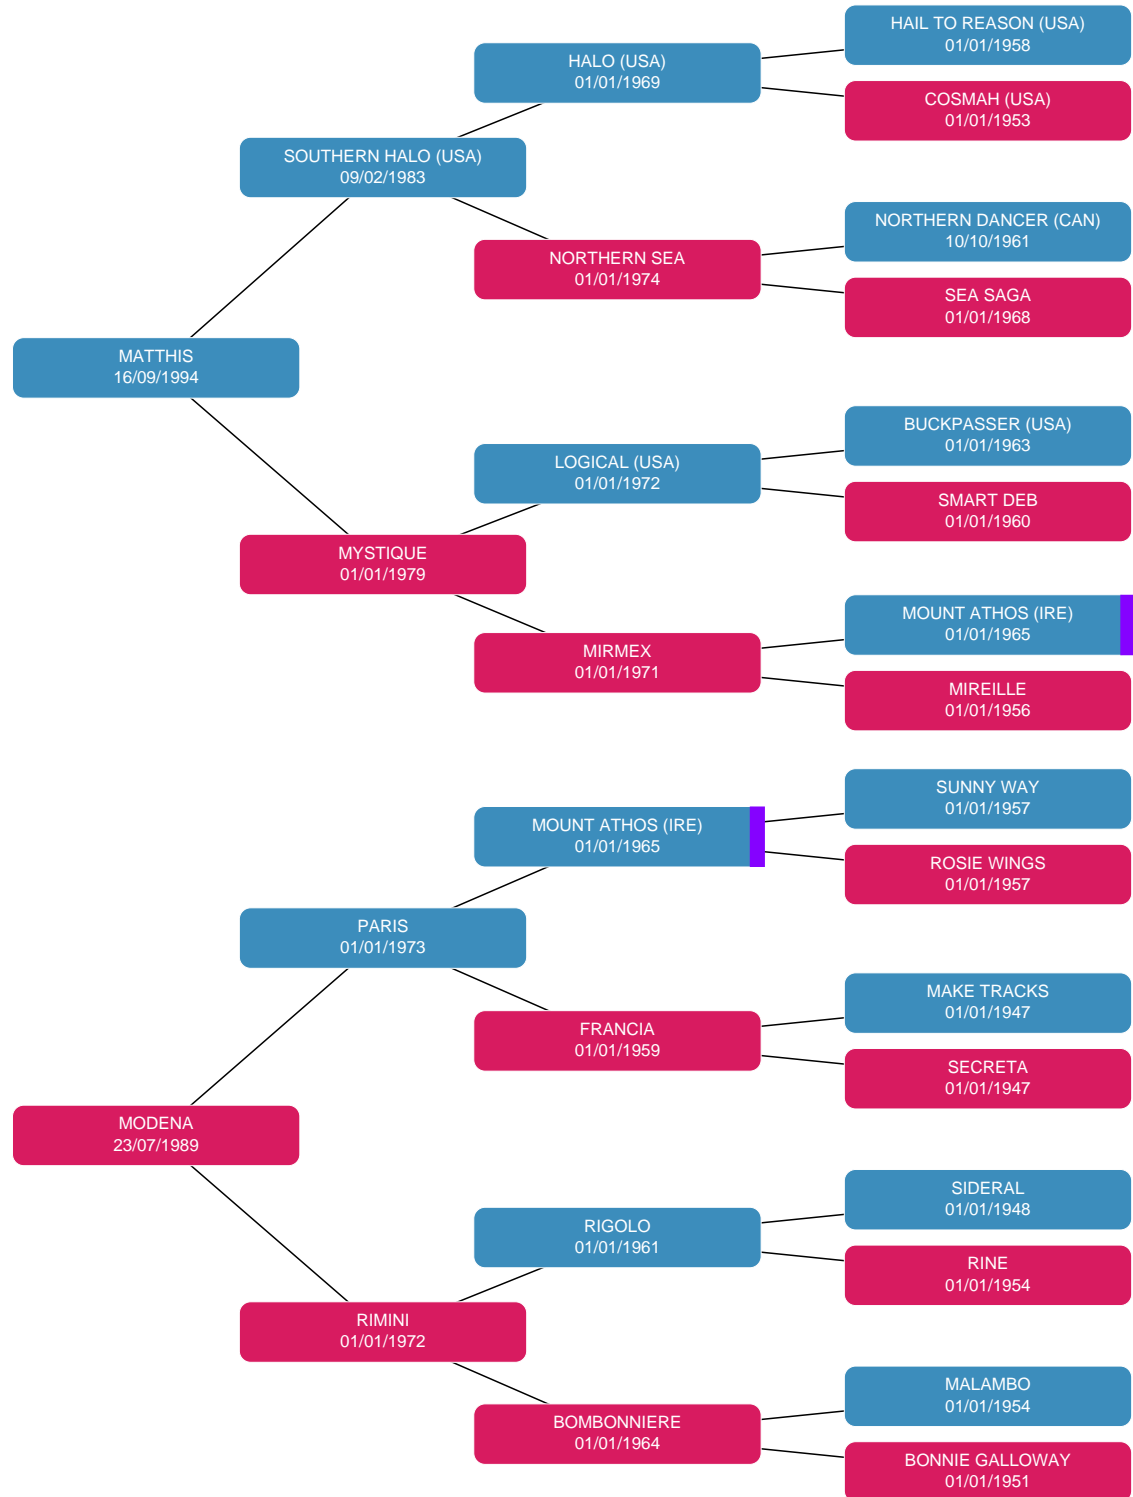 HAIL TO REASON (USA)
01/01/1958
HALO (USA)
01/01/1969
COSMAH (USA)
01/01/1953
SOUTHERN HALO (USA)
09/02/1983
NORTHERN DANCER (CAN)
10/10/1961
NORTHERN SEA
01/01/1974
SEA SAGA
01/01/1968
MATTHIS
16/09/1994
BUCKPASSER (USA)
01/01/1963
LOGICAL (USA)
01/01/1972
SMART DEB
01/01/1960
MYSTIQUE
01/01/1979
MOUNT ATHOS (IRE)
01/01/1965
MIRMEX
01/01/1971
MIREILLE
01/01/1956
SUNNY WAY
01/01/1957
MOUNT ATHOS (IRE)
01/01/1965
ROSIE WINGS
01/01/1957
PARIS
01/01/1973
MAKE TRACKS
01/01/1947
FRANCIA
01/01/1959
SECRETA
01/01/1947
MODENA
23/07/1989
SIDERAL
01/01/1948
RIGOLO
01/01/1961
RINE
01/01/1954
RIMINI
01/01/1972
MALAMBO
01/01/1954
BOMBONNIERE
01/01/1964
BONNIE GALLOWAY
01/01/1951